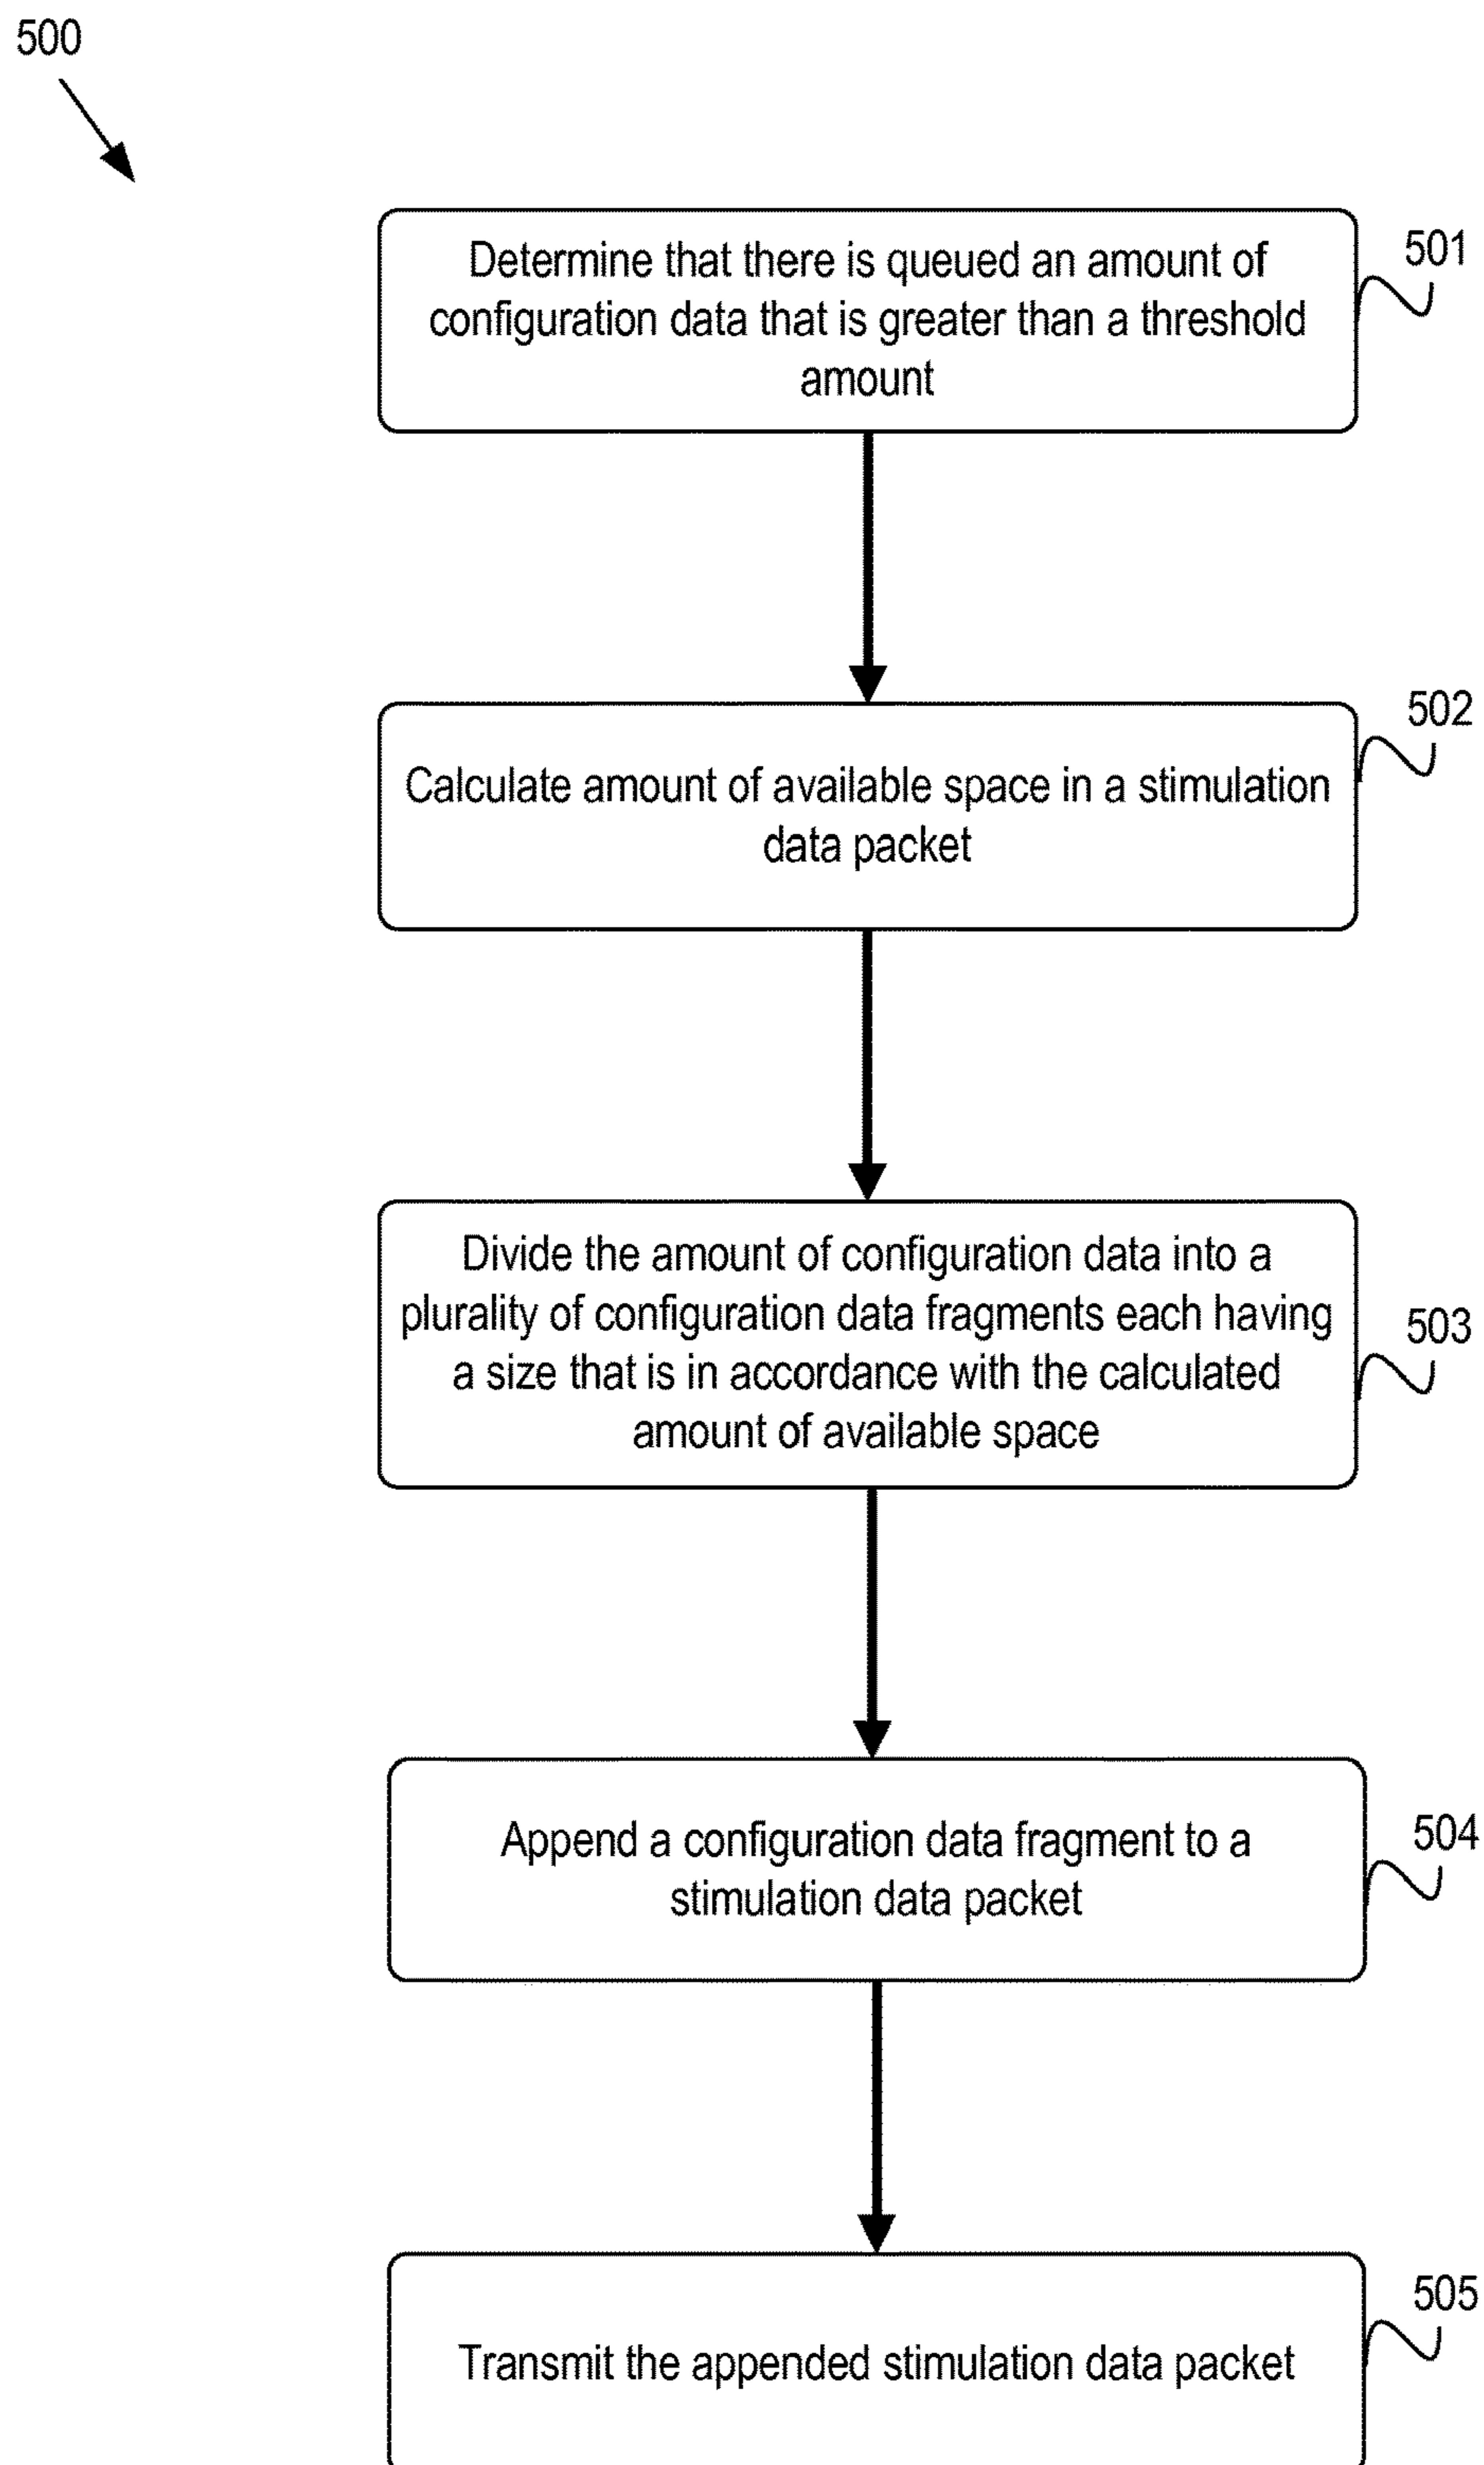 500
Determine that there is queued an amount of
configuration data that is greater than a threshold
amount
501
Calculate amount of available space in a stimulation
data packet
502
Divide the amount of configuration data into a
plurality of configuration data fragments each having
a size that is in accordance with the calculated
amount of available space
503
Append a configuration data fragment to a
stimulation data packet
504
Transmit the appended stimulation data packet
505